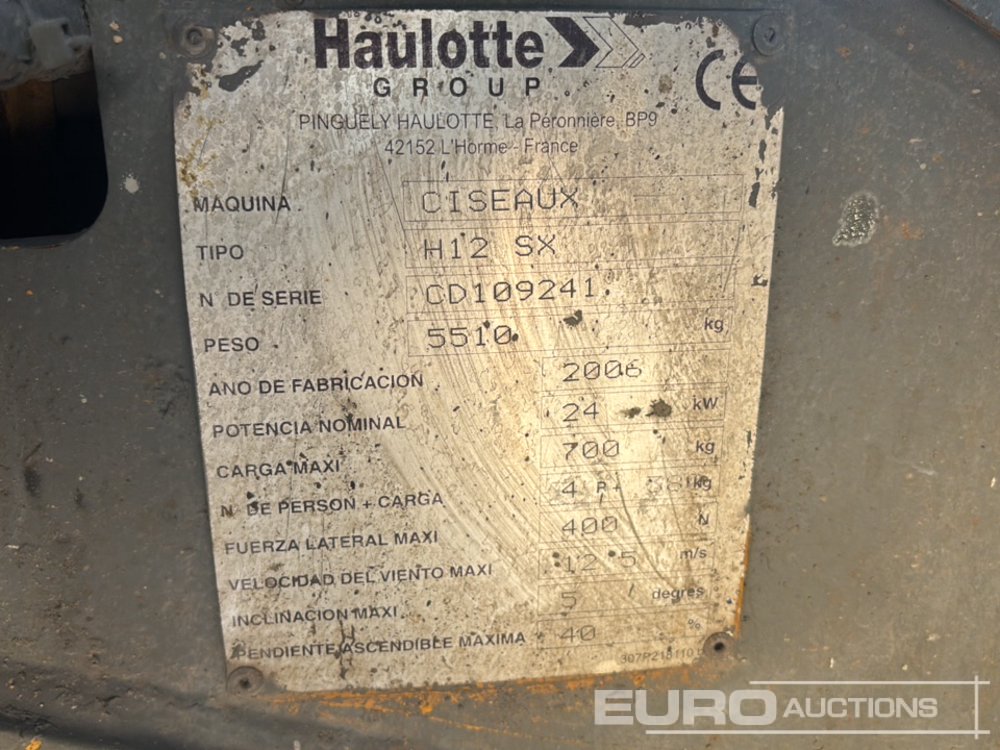 Haulotte
GROUP
CE
PINGUELY HAULOTTE, La Péronnière, BP9
42152 L'Horme - France
MAQUINA CISEAUX
TIPO H12 SX
N DE SERIE CD109241
PESO 5510 kg
ANO DE FABRICACION 2006
POTENCIA NOMINAL 24 kW
CARGA MAXI 700 kg
N DE PERSON + CARGA 4 P+ kg
FUERZA LATERAL MAXI 400 N
VELOCIDAD DEL VIENTO MAXI 12.5 m/s
INCLINACION MAXI 5 degres
PENDIENTE ASCENDIBLE MAXIMA 40 %
EURO AUCTIONS